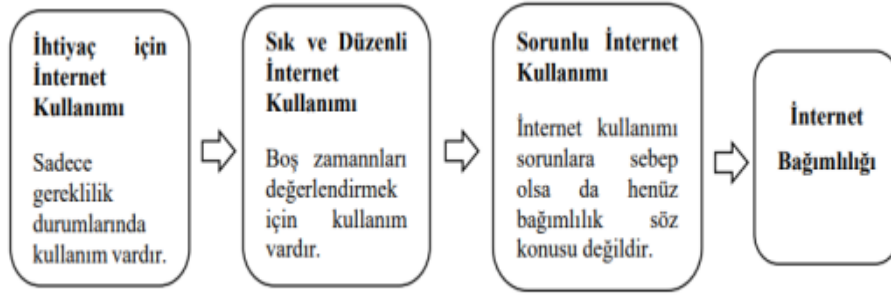 İhtiyaç için
İnternet
Kullanımı
Sadece
gereklilik
durumlarında
kullanım vardır.
Sık ve Düzenli
İnternet
Kullanımı
Boş zamannları
değerlendirmek
için kullanım
vardır.
Sorunlu İnternet
Kullanımı
İnternet kullanımı
sorunlara sebep
olsa da henüz
bağımlılık söz
konusu değildir.
İnternet
Bağımlılığı